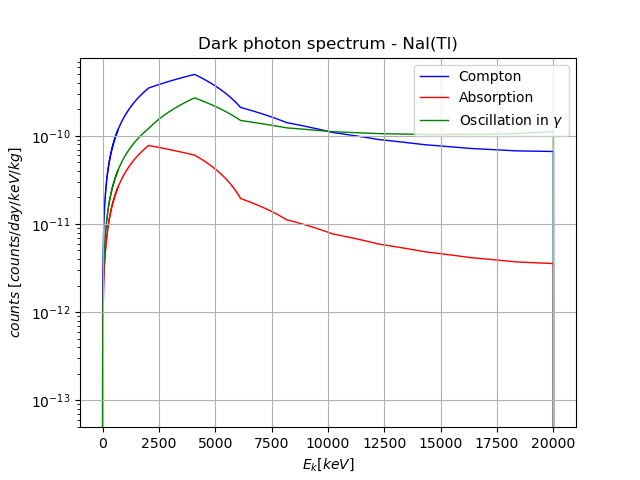 Dark photon spectrum - NaI(Tl)
Compton
Absorption
Oscillation in γ
counts [counts/day/keV/kg]
10⁻¹⁰
10⁻¹¹
10⁻¹²
10⁻¹³
0 2500 5000 7500 10000 12500 15000 17500 20000
E_k[keV]